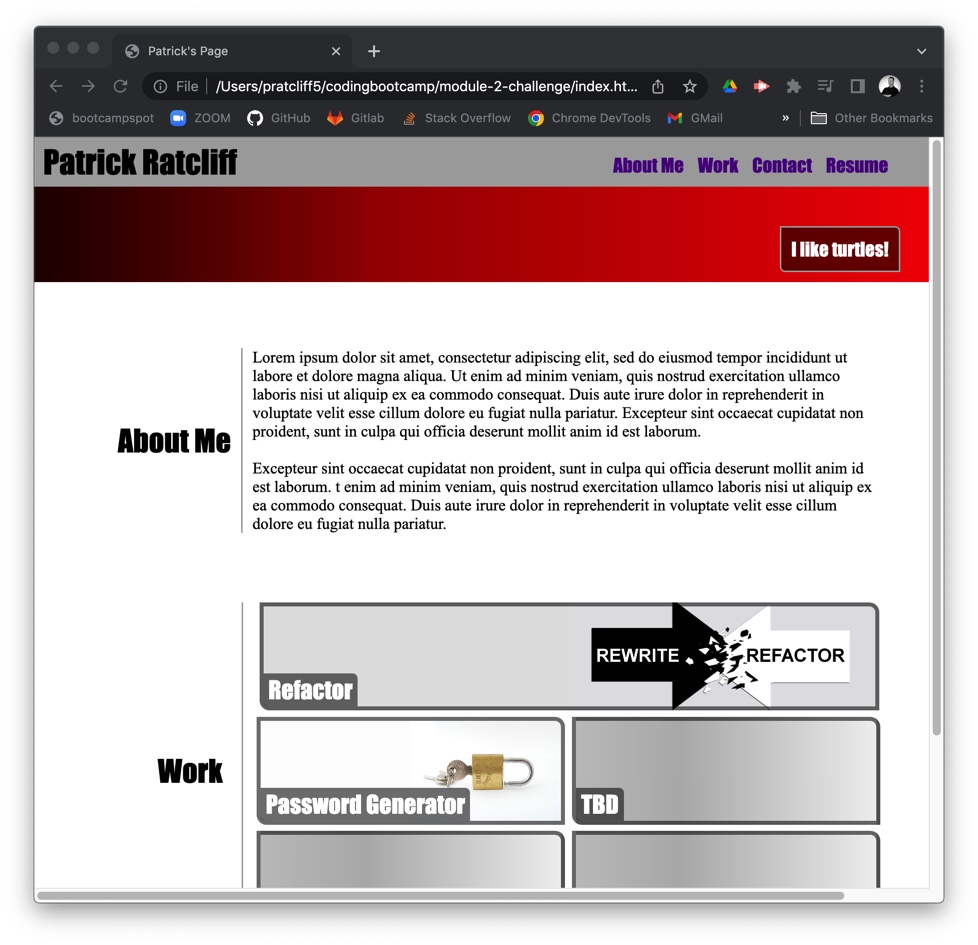 Patrick's Page
File
/Users/pratcliff5/codingbootcamp/module-2-challenge/index.ht...
bootcampspot
ZOOM
GitHub
Gitlab
Stack Overflow
Chrome DevTools
GMail
»
Other Bookmarks
Patrick Ratcliff
About Me
Work
Contact
Resume
I like turtles!
About Me
Lorem ipsum dolor sit amet, consectetur adipiscing elit, sed do eiusmod tempor incididunt ut
labore et dolore magna aliqua. Ut enim ad minim veniam, quis nostrud exercitation ullamco
laboris nisi ut aliquip ex ea commodo consequat. Duis aute irure dolor in reprehenderit in
voluptate velit esse cillum dolore eu fugiat nulla pariatur. Excepteur sint occaecat cupidatat non
proident, sunt in culpa qui officia deserunt mollit anim id est laborum.
Excepteur sint occaecat cupidatat non proident, sunt in culpa qui officia deserunt mollit anim id
est laborum. t enim ad minim veniam, quis nostrud exercitation ullamco laboris nisi ut aliquip ex
ea commodo consequat. Duis aute irure dolor in reprehenderit in voluptate velit esse cillum
dolore eu fugiat nulla pariatur.
Work
REWRITE
REFACTOR
Refactor
Password Generator
TBD